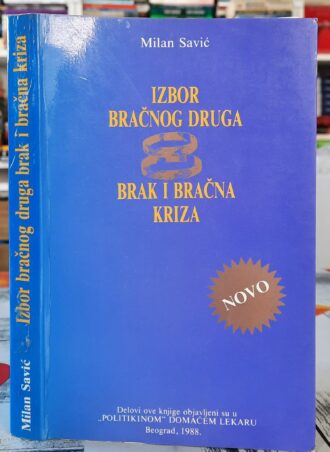 Milan Savić
IZBOR
BRAČNOG DRUGA
BRAK I BRAČNA
KRIZA
NOVO
Delovi ove knjige objavljeni su u
„POLITIKINOM” DOMAĆEM LEKARU
Beograd, 1988.
Milan Savić Izbor bračnog druga brak i bračna kriza